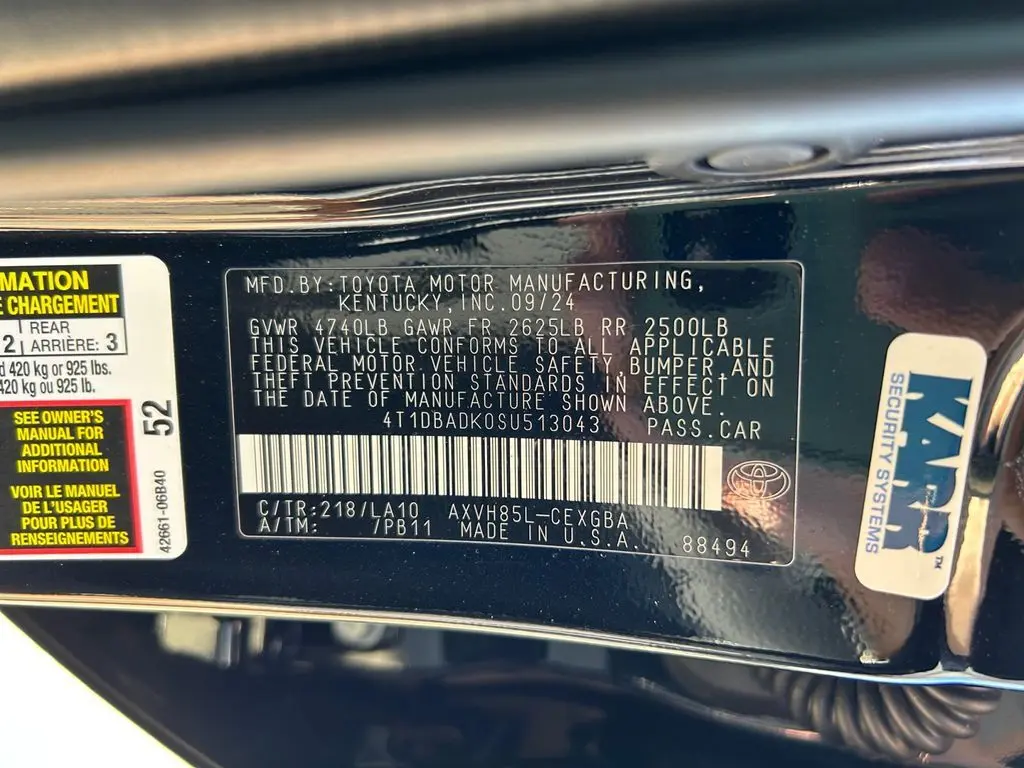 MATION
E CHARGEMENT
2 REAR
ARRIÈRE: 3
d 420 kg or 925 lbs.
420 kg ou 925 lb.
SEE OWNER'S
MANUAL FOR
ADDITIONAL
INFORMATION
VOIR LE MANUEL
DE L'USAGER
POUR PLUS DE
RENSEIGNEMENTS
52
42661-06B40
MFD.BY:TOYOTA MOTOR MANUFACTURING,
KENTUCKY, INC.09/24
GVWR 4740LB GAWR FR 2625LB RR 2500LB
THIS VEHICLE CONFORMS TO ALL APPLICABLE
FEDERAL MOTOR VEHICLE SAFETY,BUMPER,AND
THEFT PREVENTION STANDARDS IN EFFECT ON
THE DATE OF MANUFACTURE SHOWN ABOVE.
4T1DBADK0SU513043 PASS.CAR
C/TR:218/LA10 AXVH85L-CEXGBA
A/TM: 7PB11 MADE IN U.S.A. 88494
KARR
SECURITY SYSTEMS
TM